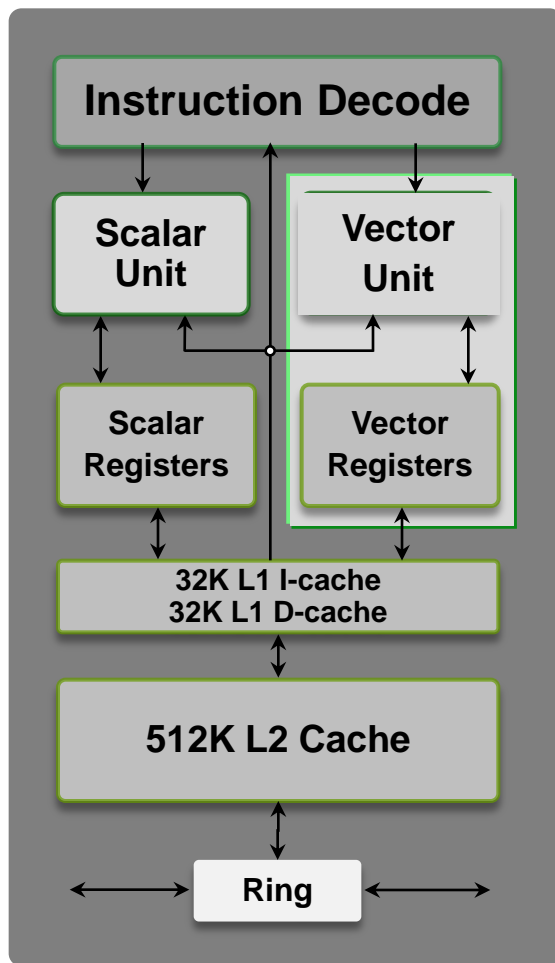 Instruction Decode
Scalar
Unit
Vector
Unit
Scalar
Registers
Vector
Registers
32K L1 I-cache
32K L1 D-cache
512K L2 Cache
Ring